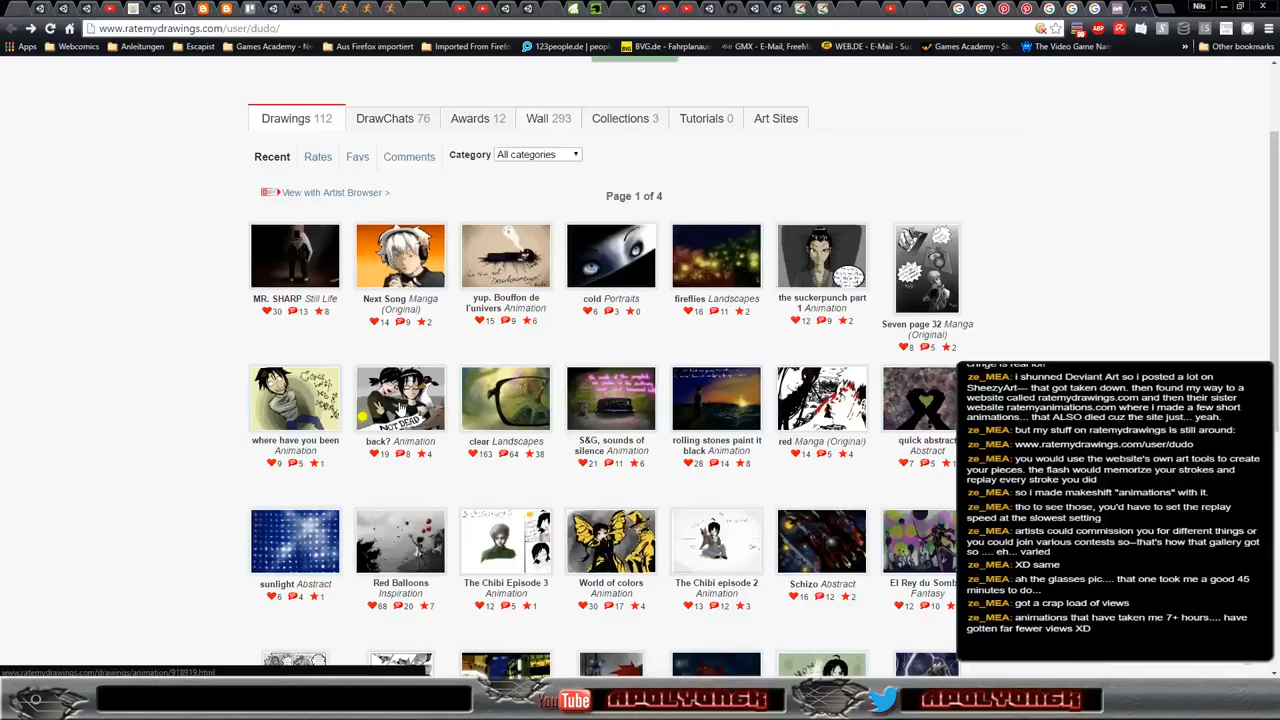 Nils
www.ratemydrawings.com/user/dudo/
Apps Webcomics Anleitungen Escapist Games Academy - Aus Firefox importiert Imported From Firefox 123people.de | peopl BVG.de - Fahrplanaus GMX - E-Mail, FreeM WEB.DE - E-Mail - Su Games Academy - St The Video Game Nam » Other bookmarks
Drawings 112 DrawChats 76 Awards 12 Wall 293 Collections 3 Tutorials 0 Art Sites
Recent Rates Favs Comments Category All categories
View with Artist Browser >
Page 1 of 4
MR. SHARP Still Life
30 13 8
Next Song Manga
(Original)
14 9 2
yup. Bouffon de
l'univers Animation
15 9 6
cold Portraits
6 3 0
fireflies Landscapes
16 11 2
the suckerpunch part
1 Animation
12 9 2
Seven page 32 Manga
(Original)
8 5 2
where have you been
Animation
9 5 1
NOT DEAD
back? Animation
19 8 4
clear Landscapes
163 64 38
S&G, sounds of
silence Animation
21 11 6
rolling stones paint it
black Animation
28 14 8
red Manga (Original)
14 5 4
quick abstract
Abstract
7 5 1
sunlight Abstract
6 4 1
Red Balloons
Inspiration
68 20 7
The Chibi Episode 3
Animation
12 5 1
World of colors
Animation
30 17 4
The Chibi episode 2
Animation
13 12 3
Schizo Abstract
16 12 2
El Rey du Somb
Fantasy
12 10
cringe is real lol!
ze_MEA: i shunned Deviant Art so i posted a lot on
SheezyArt--- that got taken down. then found my way to a
website called ratemydrawings.com and then their sister
website ratemyanimations.com where i made a few short
animations... that ALSO died cuz the site just... yeah.
ze_MEA: but my stuff on ratemydrawings is still around:
ze_MEA: www.ratemydrawings.com/user/dudo
ze_MEA: you would use the website's own art tools to create
your pieces. the flash would memorize your strokes and
replay every stroke you did
ze_MEA: so i made makeshift "animations" with it.
ze_MEA: tho to see those, you'd have to set the replay
speed at the slowest setting
ze_MEA: artists could commission you for different things or
you could join various contests so--that's how that gallery got
so .... eh... varied
ze_MEA: XD same
ze_MEA: ah the glasses pic.... that one took me a good 45
minutes to do...
ze_MEA: got a crap load of views
ze_MEA: animations that have taken me 7+ hours.... have
gotten far fewer views XD
www.ratemydrawings.com/drawings/animation/918919.html
YouTube APOLYONGK APOLYONGK